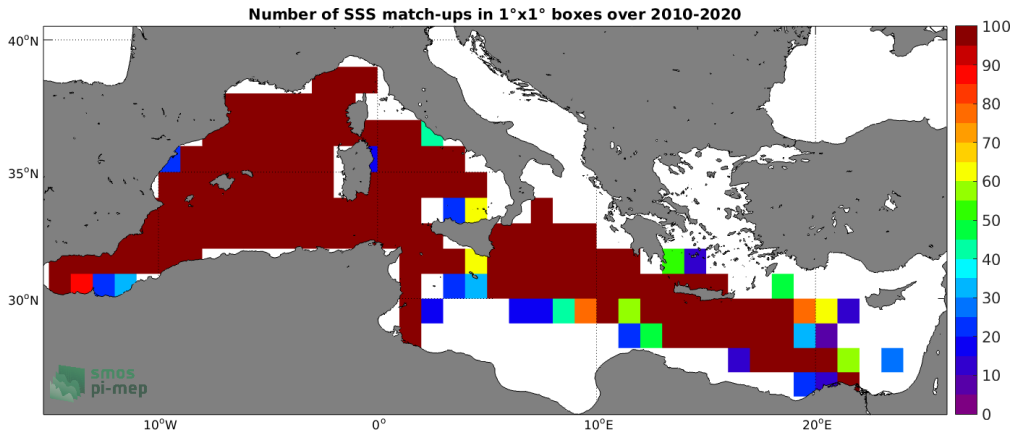 Number of SSS match-ups in 1°x1° boxes over 2010-2020
40°N
35°N
30°N
10°W
0°
10°E
20°E
100
90
80
70
60
50
40
30
20
10
0
smos
pi-mep